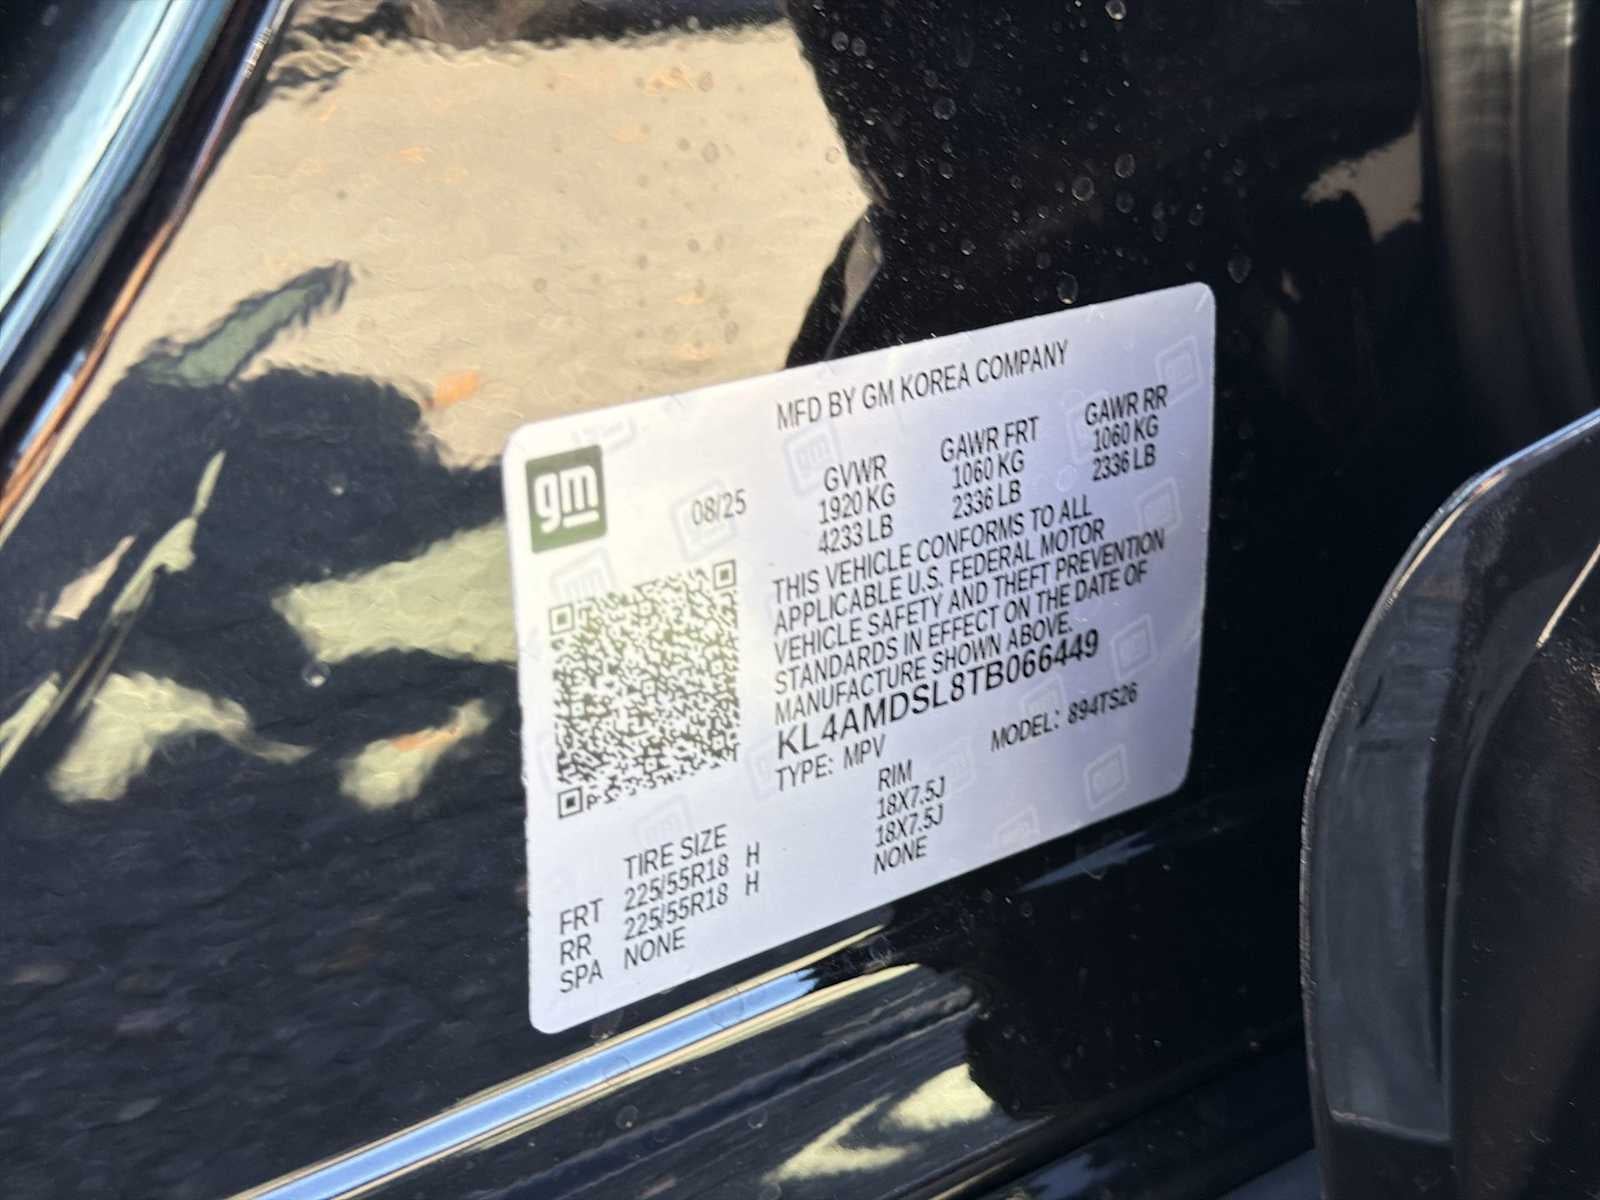 MFD BY GM KOREA COMPANY
gm
08/25
GVWR GAWR FRT GAWR RR
1920 KG 1060 KG 1060 KG
4233 LB 2336 LB 2336 LB
THIS VEHICLE CONFORMS TO ALL
APPLICABLE U.S. FEDERAL MOTOR
VEHICLE SAFETY AND THEFT PREVENTION
STANDARDS IN EFFECT ON THE DATE OF
MANUFACTURE SHOWN ABOVE.
KL4AMDSL8TB066449
TYPE: MPV MODEL: 894TS26
TIRE SIZE RIM
FRT 225/55R18 H 18X7.5J
RR 225/55R18 H 18X7.5J
SPA NONE NONE